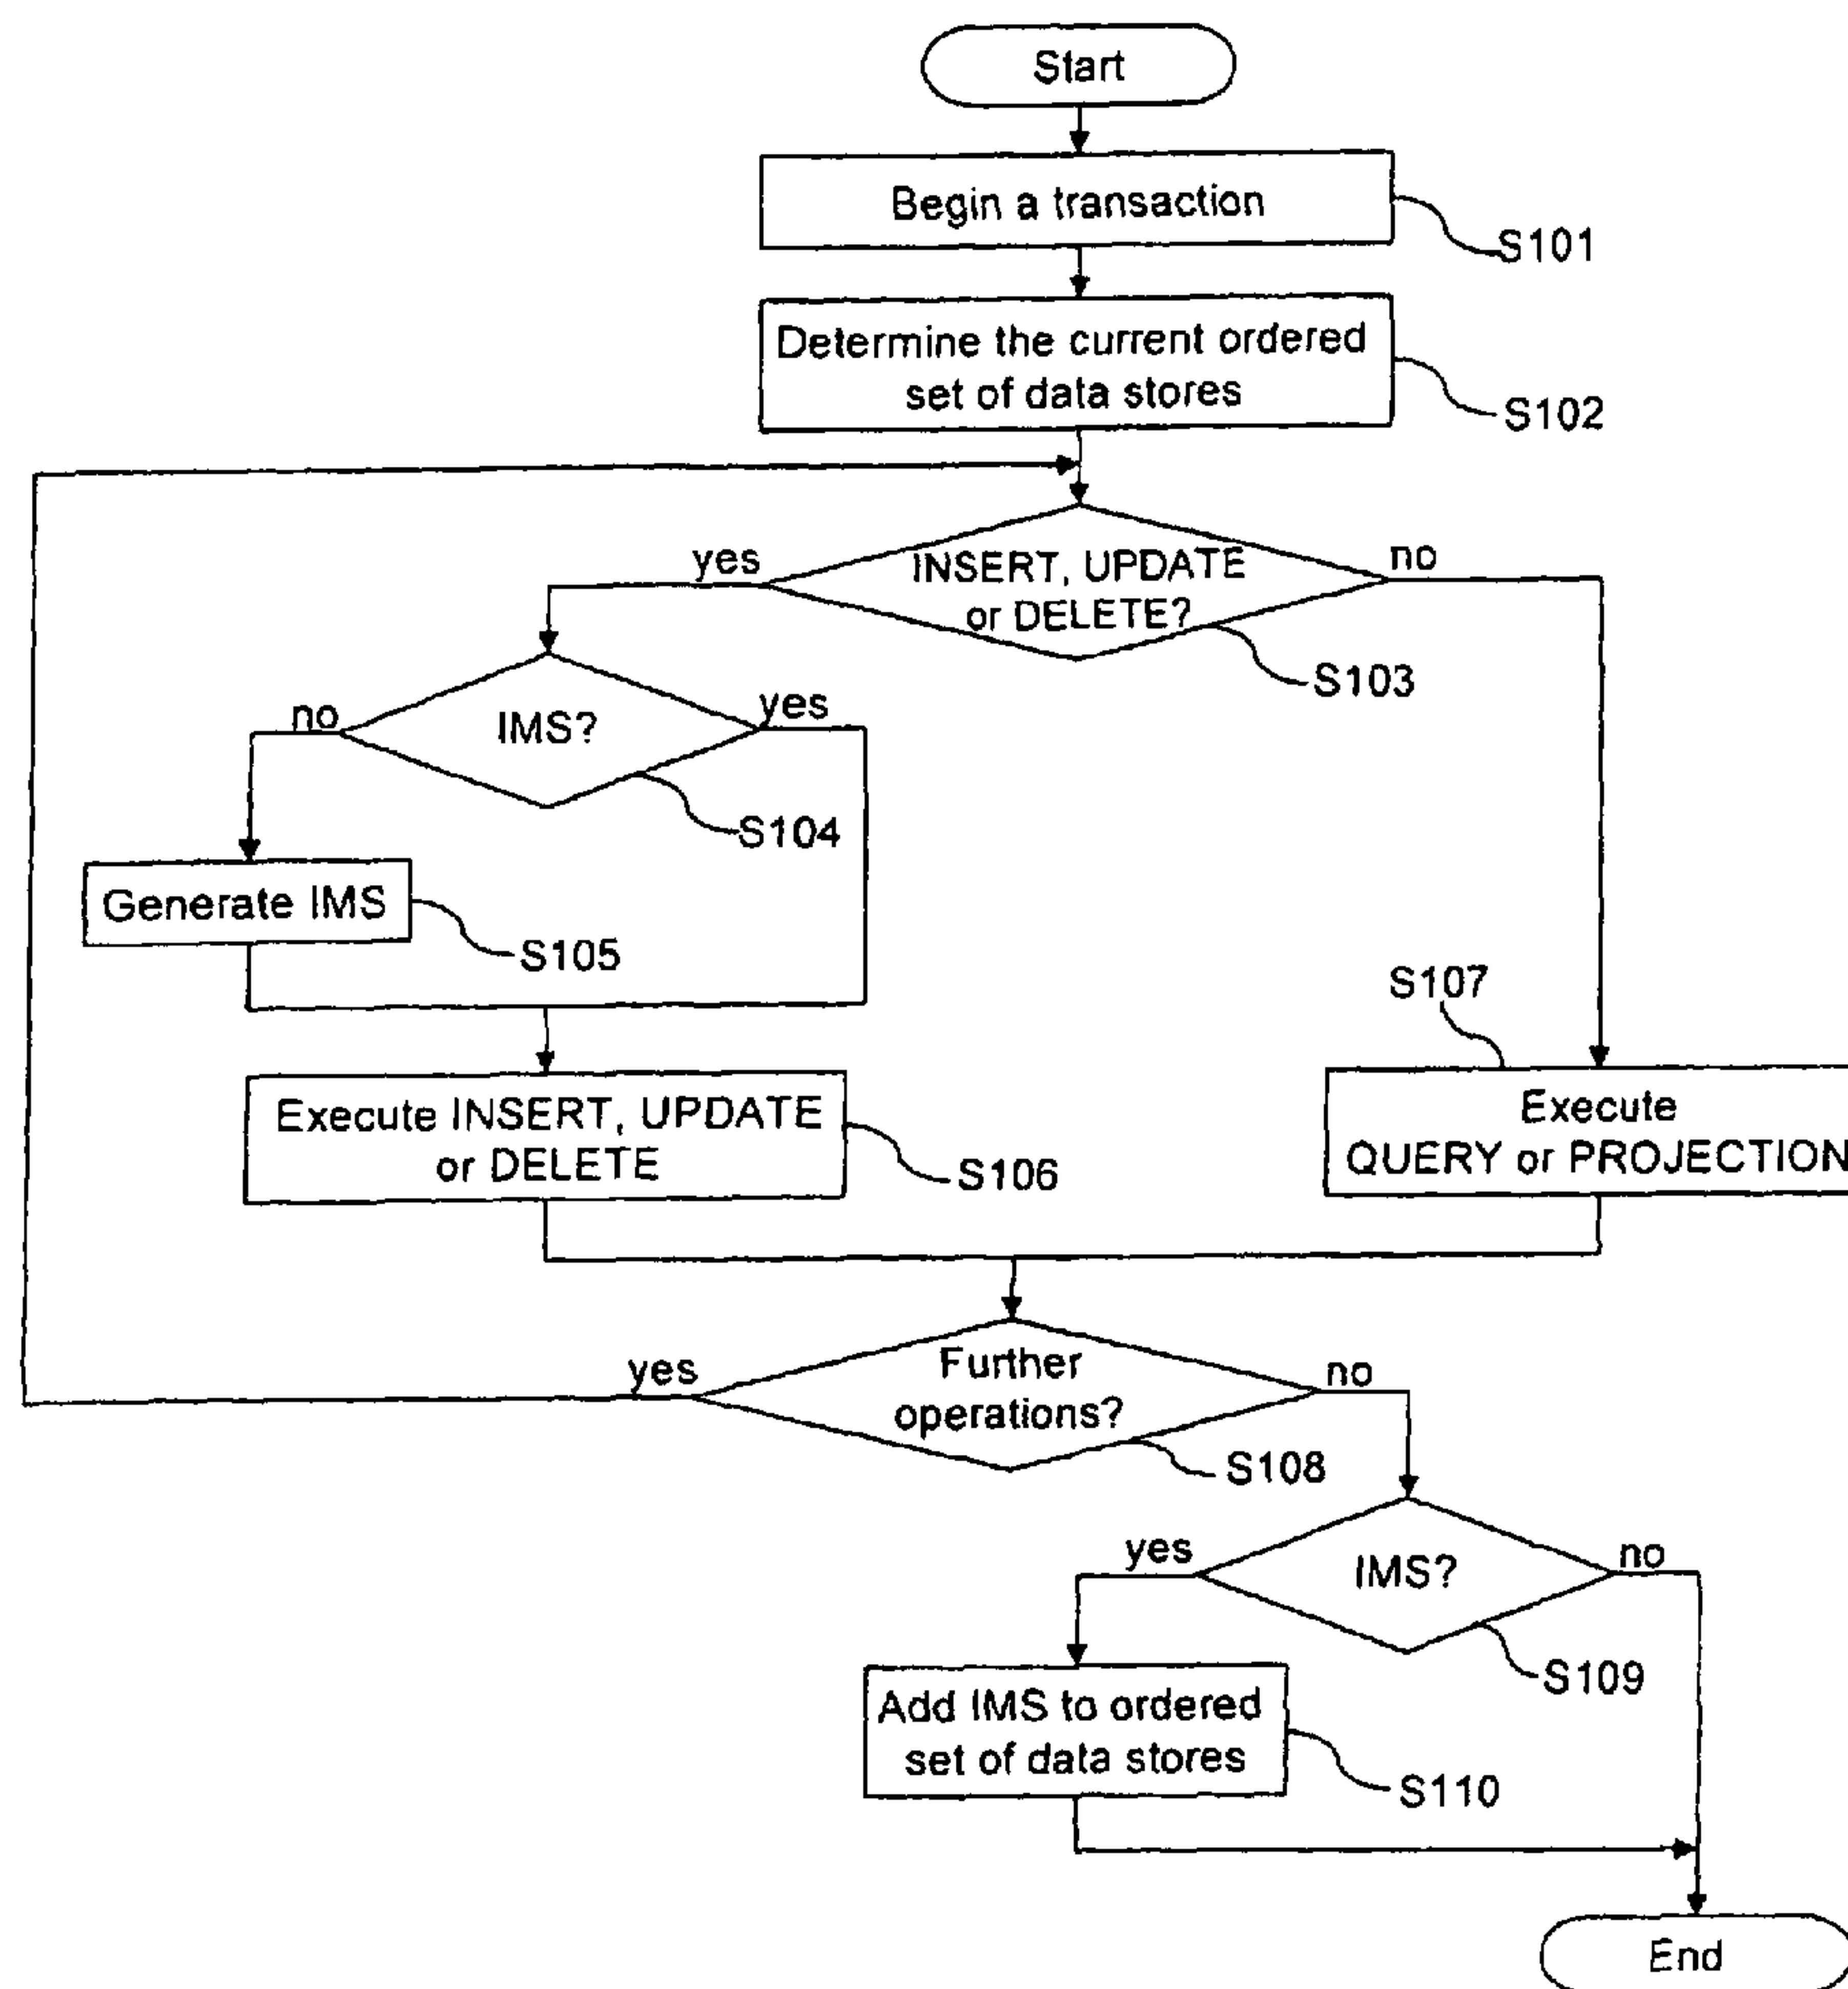 Start
Begin a transaction
S101
Determine the current ordered
set of data stores
S102
yes
INSERT, UPDATE
or DELETE?
no
S103
no
IMS?
yes
S104
Generate IMS
S105
S107
Execute INSERT, UPDATE
or DELETE
S106
Execute
QUERY or PROJECTION
yes
Further
operations?
no
S108
yes
IMS?
no
S109
Add IMS to ordered
set of data stores
S110
End